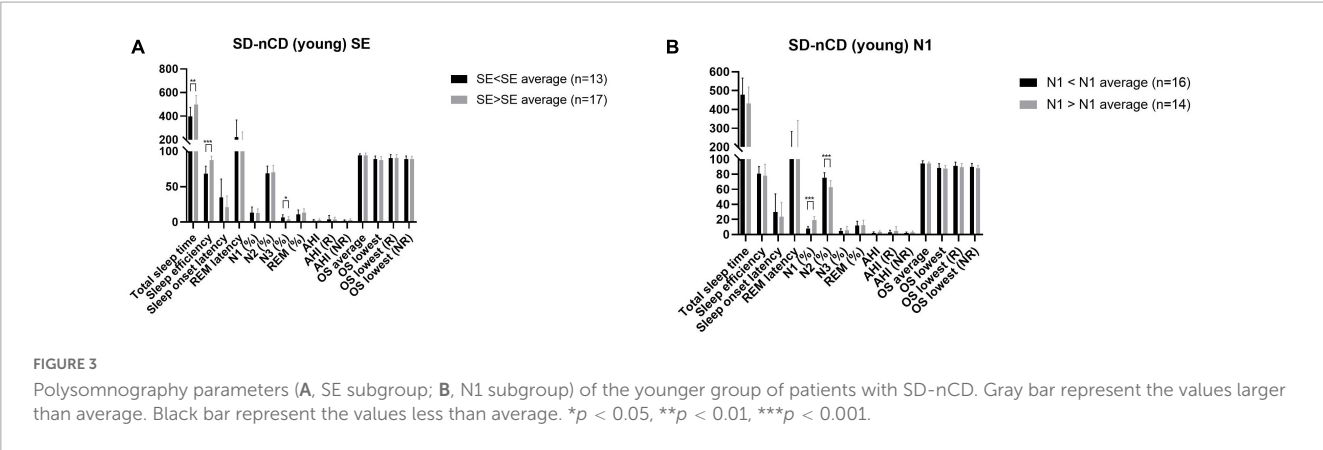 A
SD-nCD (young) SE
SE<SE average (n=13)
SE>SE average (n=17)
800
600
400
200
100
50
0
**
***
*
Total sleep time
Sleep efficiency
Sleep onset latency
REM latency
N1 (%)
N2 (%)
N3 (%)
REM (%)
AHI
AHI (R)
AHI (NR)
OS average
OS lowest
OS lowest (R)
OS lowest (NR)
B
SD-nCD (young) N1
N1 < N1 average (n=16)
N1 > N1 average (n=14)
600
500
400
300
200
100
80
60
40
20
0
***
***
Total sleep time
Sleep efficiency
Sleep onset latency
REM latency
N1 (%)
N2 (%)
N3 (%)
REM (%)
AHI
AHI (R)
AHI (NR)
OS average
OS lowest
OS lowest (R)
OS lowest (NR)
FIGURE 3
Polysomnography parameters (A, SE subgroup; B, N1 subgroup) of the younger group of patients with SD-nCD. Gray bar represent the values larger
than average. Black bar represent the values less than average. *p < 0.05, **p < 0.01, ***p < 0.001.